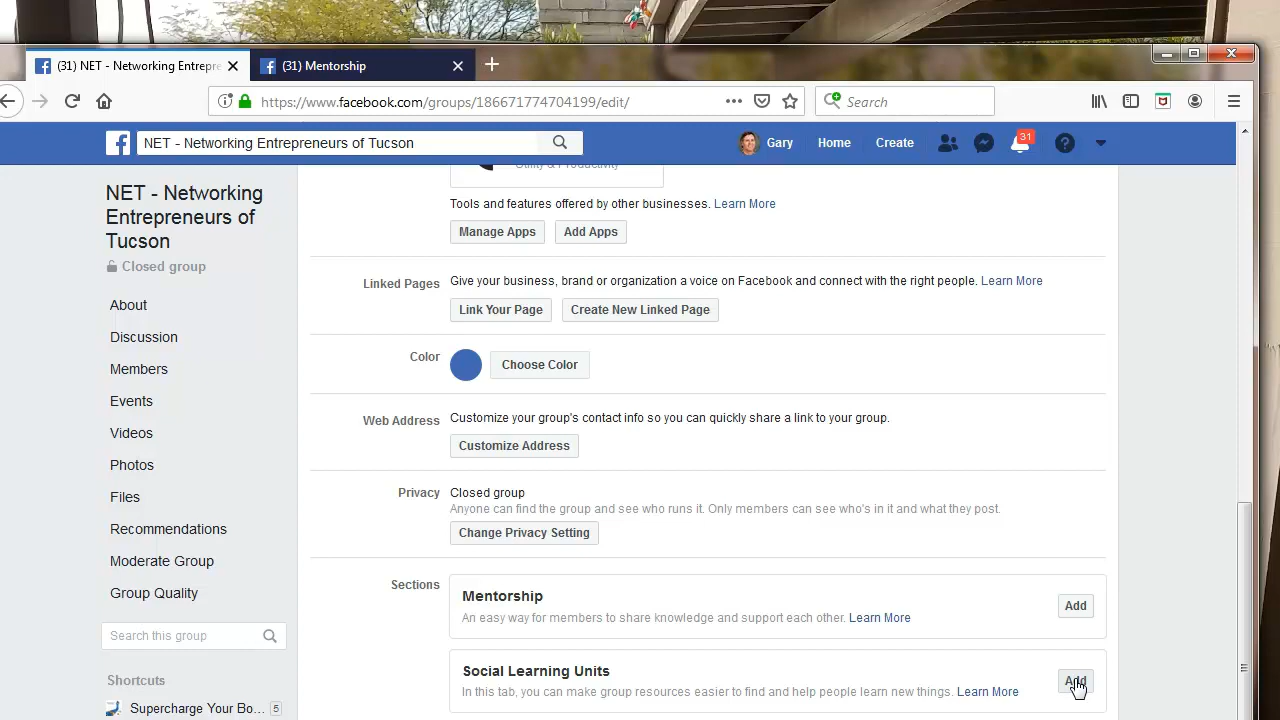 (31) NET - Networking Entrepre
(31) Mentorship
https://www.facebook.com/groups/186671774704199/edit/
Search
NET - Networking Entrepreneurs of Tucson
Gary
Home
Create
31
NET - Networking
Entrepreneurs of
Tucson
Closed group
About
Discussion
Members
Events
Videos
Photos
Files
Recommendations
Moderate Group
Group Quality
Search this group
Shortcuts
Supercharge Your Bo... 5
Utility & Productivity
Tools and features offered by other businesses. Learn More
Manage Apps
Add Apps
Linked Pages
Give your business, brand or organization a voice on Facebook and connect with the right people. Learn More
Link Your Page
Create New Linked Page
Color
Choose Color
Web Address
Customize your group's contact info so you can quickly share a link to your group.
Customize Address
Privacy
Closed group
Anyone can find the group and see who runs it. Only members can see who's in it and what they post.
Change Privacy Setting
Sections
Mentorship
An easy way for members to share knowledge and support each other. Learn More
Add
Social Learning Units
In this tab, you can make group resources easier to find and help people learn new things. Learn More
Add